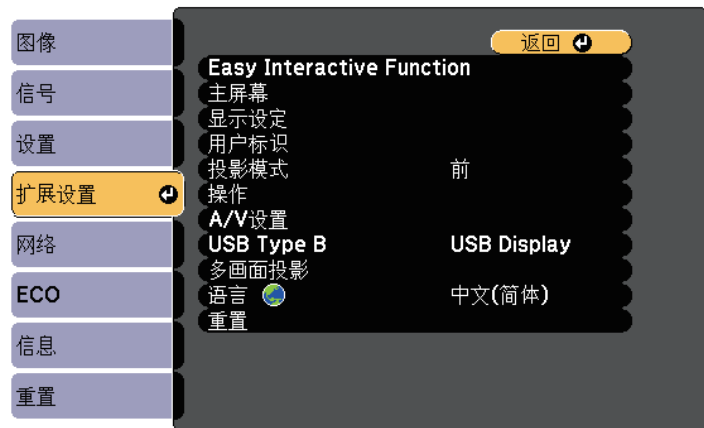 图像
信号
设置
扩展设置
网络
ECO
信息
重置
返回
Easy Interactive Function
主屏幕
显示设定
用户标识
投影模式 前
操作
A/V设置
USB Type B USB Display
多画面投影
语言 中文(简体)
重置